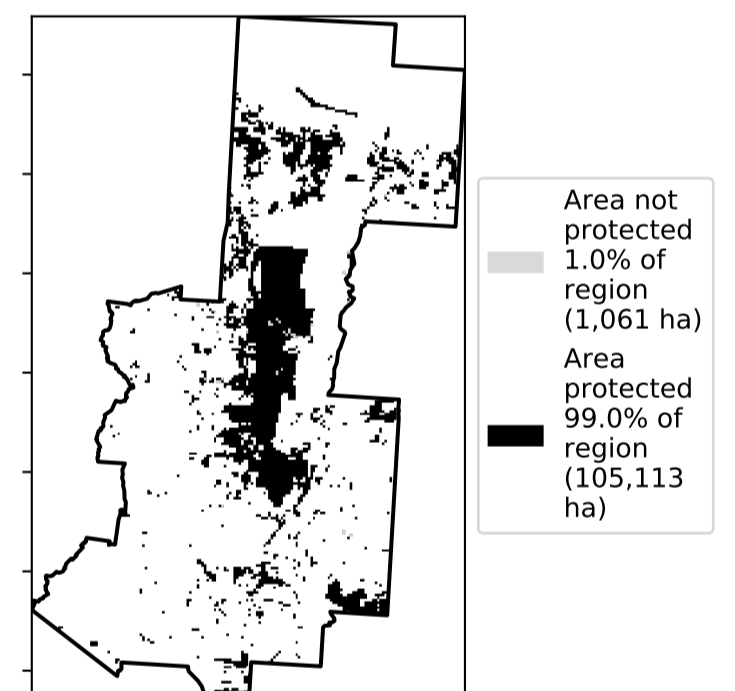 Area not
protected
1.0% of
region
(1,061 ha)
Area
protected
99.0% of
region
(105,113
ha)